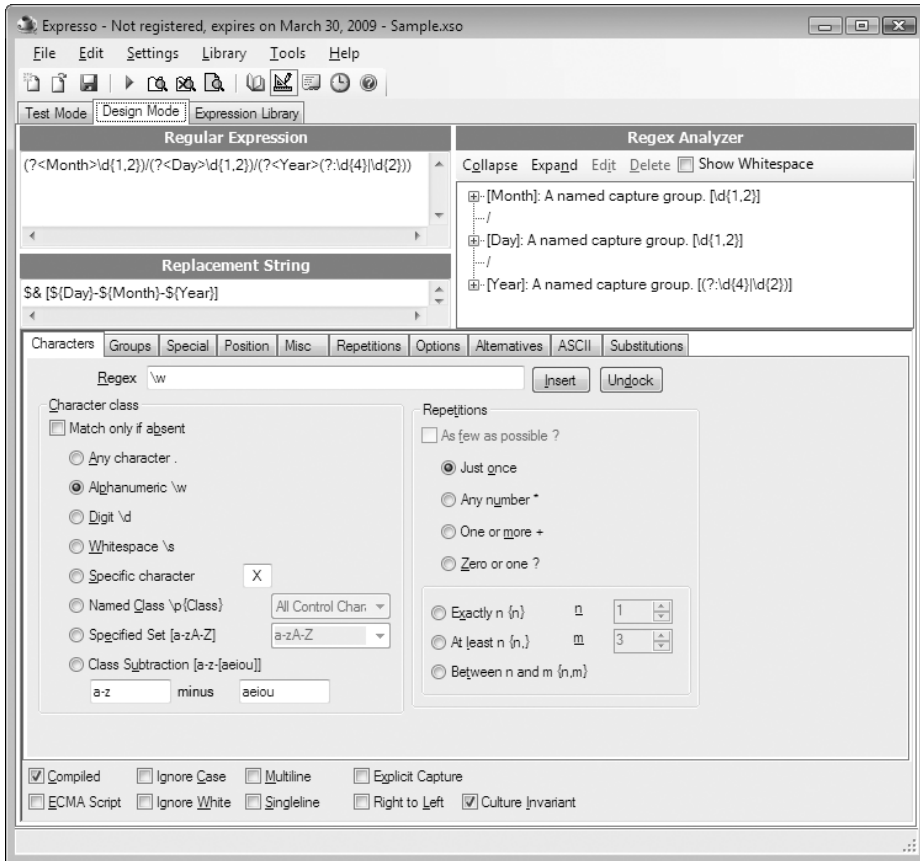 Expresso - Not registered, expires on March 30, 2009 - Sample.xso
File Edit Settings Library Tools Help
Test Mode Design Mode Expression Library
Regular Expression
(?<Month>\d{1,2})/(?<Day>\d{1,2})/(?<Year>(?:\d{4}|\d{2}))
Replacement String
$& [${Day}-${Month}-${Year}]
Regex Analyzer
Collapse Expand Edit Delete Show Whitespace
[Month]: A named capture group. [\d{1,2}]
/
[Day]: A named capture group. [\d{1,2}]
/
[Year]: A named capture group. [(?:\d{4}|\d{2})]
Characters Groups Special Position Misc Repetitions Options Alternatives ASCII Substitutions
Regex \w Insert Undock
Character class
Match only if absent
Any character .
Alphanumeric \w
Digit \d
Whitespace \s
Specific character X
Named Class \p{Class} All Control Char
Specified Set [a-zA-Z] a-zA-Z
Class Subtraction [a-z-[aeiou]]
a-z minus aeiou
Repetitions
As few as possible ?
Just once
Any number *
One or more +
Zero or one ?
Exactly n {n} n 1
At least n {n,} m 3
Between n and m {n,m}
Compiled Ignore Case Multiline Explicit Capture
ECMA Script Ignore White Singleline Right to Left Culture Invariant